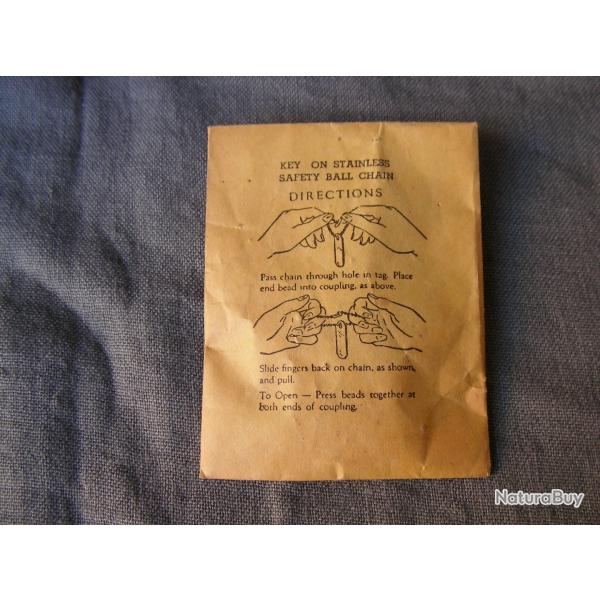 KEY ON STAINLESS
SAFETY BALL CHAIN
DIRECTIONS
Pass chain through hole in tag. Place
end bead into coupling, as above.
Slide fingers back on chain, as shown,
and pull.
To Open — Press beads together at
both ends of coupling.
NaturaBuy